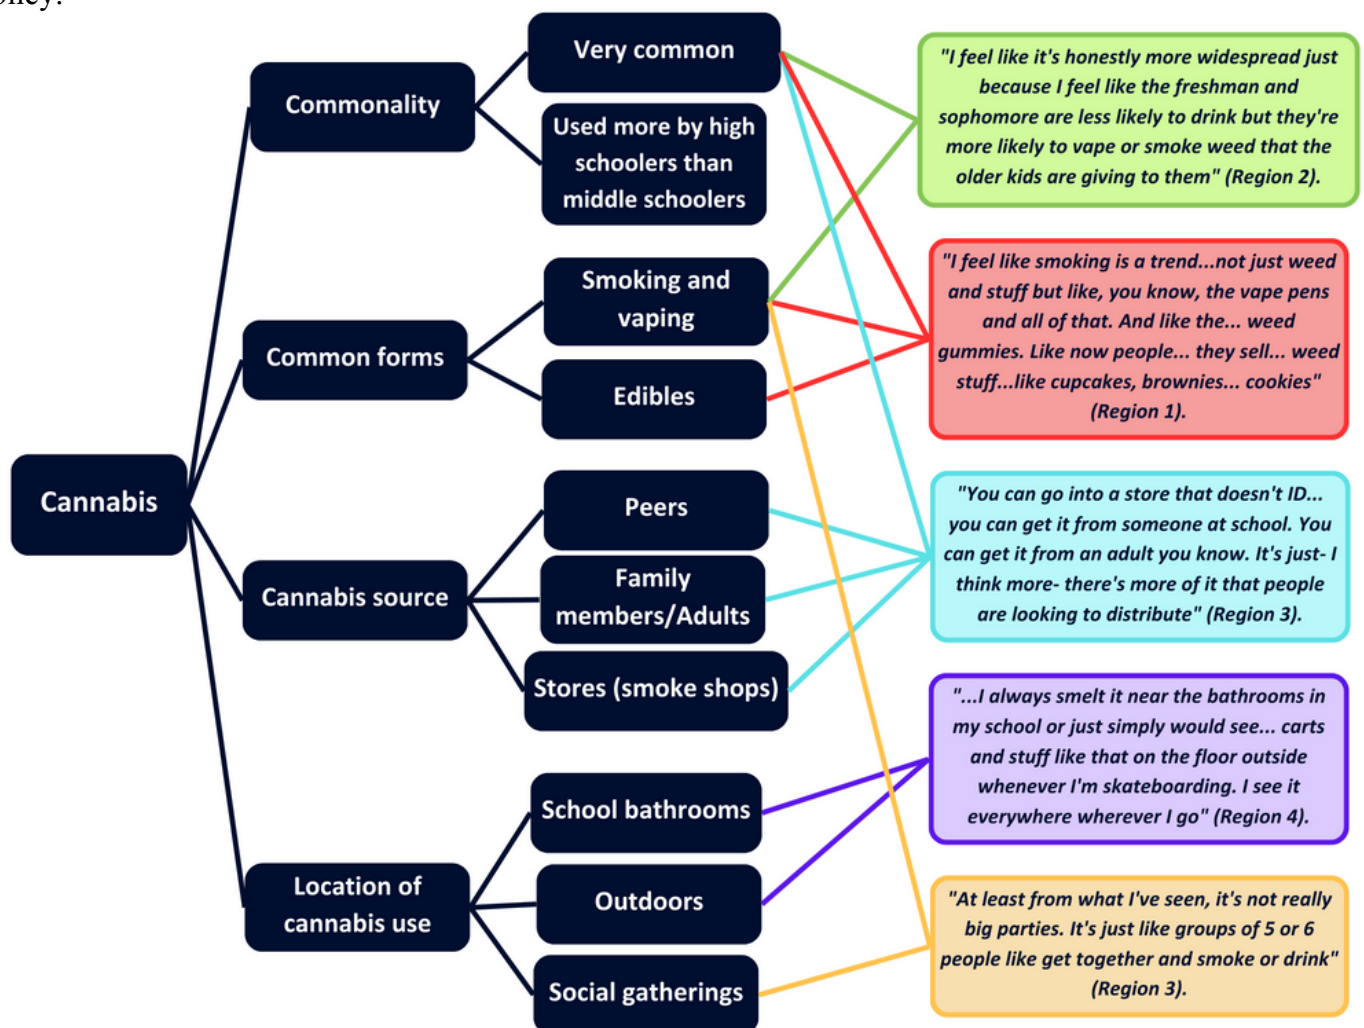 oney.
Very common
Commonality
Used more by high
schoolers than
middle schoolers
Smoking and
vaping
Common forms
Edibles
Cannabis
Peers
Cannabis source
Family
members/Adults
Stores (smoke shops)
School bathrooms
Location of
cannabis use
Outdoors
Social gatherings
"I feel like it's honestly more widespread just
because I feel like the freshman and
sophomore are less likely to drink but they're
more likely to vape or smoke weed that the
older kids are giving to them" (Region 2).
"I feel like smoking is a trend...not just weed
and stuff but like, you know, the vape pens
and all of that. And like the... weed
gummies. Like now people... they sell... weed
stuff...like cupcakes, brownies... cookies"
(Region 1).
"You can go into a store that doesn't ID...
you can get it from someone at school. You
can get it from an adult you know. It's just- I
think more- there's more of it that people
are looking to distribute" (Region 3).
"...I always smelt it near the bathrooms in
my school or just simply would see... carts
and stuff like that on the floor outside
whenever I'm skateboarding. I see it
everywhere wherever I go" (Region 4).
"At least from what I've seen, it's not really
big parties. It's just like groups of 5 or 6
people like get together and smoke or drink"
(Region 3).